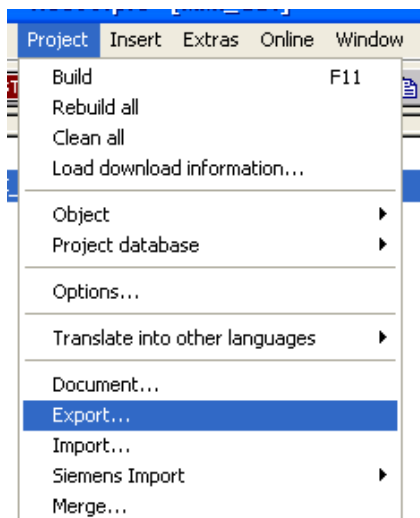 Project Insert Extras Online Window
Build F11
Rebuild all
Clean all
Load download information...
Object
Project database
Options...
Translate into other languages
Document...
Export...
Import...
Siemens Import
Merge...